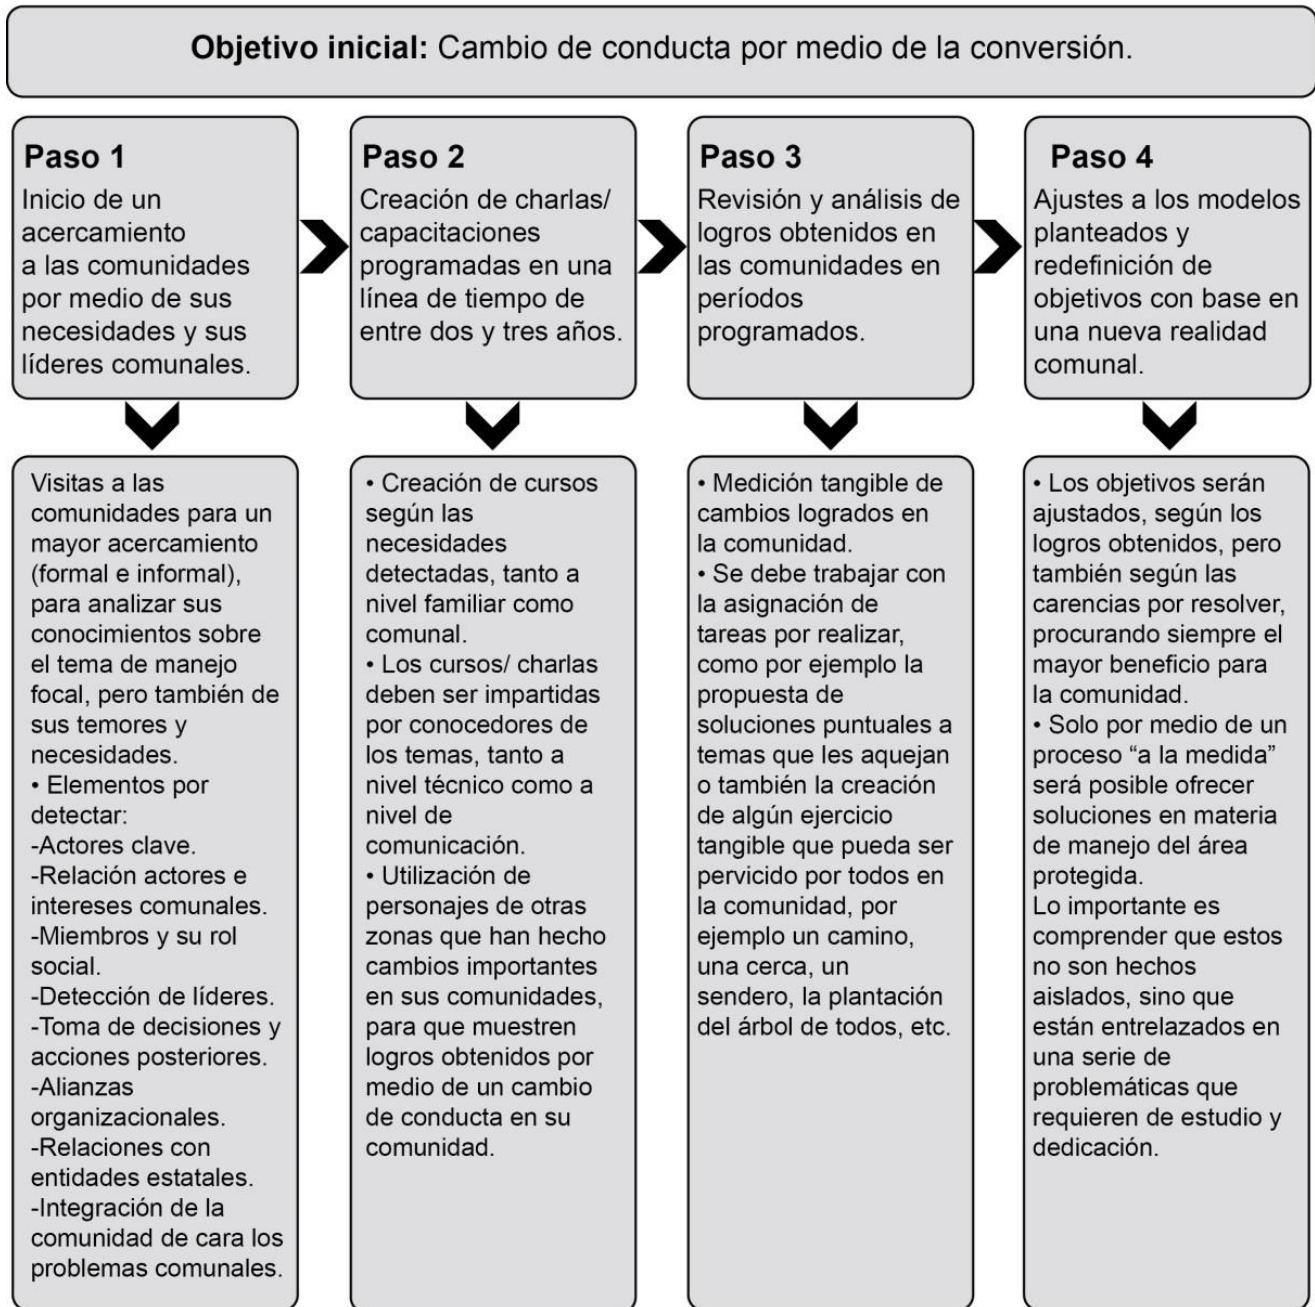 Objetivo inicial: Cambio de conducta por medio de la conversión.
Paso 1
Inicio de un
acercamiento
a las comunidades
por medio de sus
necesidades y sus
líderes comunales.
Paso 2
Creación de charlas/
capacitaciones
programadas en una
línea de tiempo de
entre dos y tres años.
Paso 3
Revisión y análisis de
logros obtenidos en
las comunidades en
períodos
programados.
Paso 4
Ajustes a los modelos
planteados y
redefinición de
objetivos con base en
una nueva realidad
comunal.
Visitas a las
comunidades para un
mayor acercamiento
(formal e informal),
para analizar sus
conocimientos sobre
el tema de manejo
focal, pero también de
sus temores y
necesidades.
• Elementos por
detectar:
-Actores clave.
-Relación actores e
intereses comunales.
-Miembros y su rol
social.
-Detección de líderes.
-Toma de decisiones y
acciones posteriores.
-Alianzas
organizacionales.
-Relaciones con
entidades estatales.
-Integración de la
comunidad de cara los
problemas comunales.
• Creación de cursos
según las
necesidades
detectadas, tanto a
nivel familiar como
comunal.
• Los cursos/ charlas
deben ser impartidas
por conocedores de
los temas, tanto a
nivel técnico como a
nivel de
comunicación.
• Utilización de
personajes de otras
zonas que han hecho
cambios importantes
en sus comunidades,
para que muestren
logros obtenidos por
medio de un cambio
de conducta en su
comunidad.
• Medición tangible de
cambios logrados en
la comunidad.
• Se debe trabajar con
la asignación de
tareas por realizar,
como por ejemplo la
propuesta de
soluciones puntuales a
temas que les aquejan
o también la creación
de algún ejercicio
tangible que pueda ser
pervicido por todos en
la comunidad, por
ejemplo un camino,
una cerca, un
sendero, la plantación
del árbol de todos, etc.
• Los objetivos serán
ajustados, según los
logros obtenidos, pero
también según las
carencias por resolver,
procurando siempre el
mayor beneficio para
la comunidad.
• Solo por medio de un
proceso “a la medida”
será posible ofrecer
soluciones en materia
de manejo del área
protegida.
Lo importante es
comprender que estos
no son hechos
aislados, sino que
están entrelazados en
una serie de
problemáticas que
requieren de estudio y
dedicación.